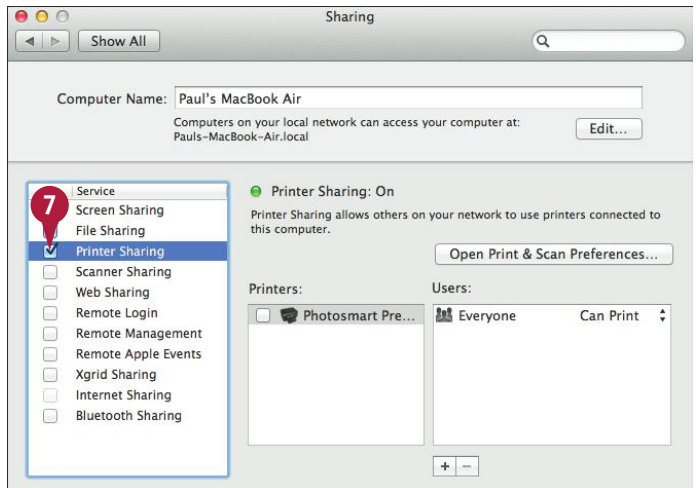 Sharing
Show All
Computer Name: Paul's MacBook Air
Computers on your local network can access your computer at:
Pauls-MacBook-Air.local
Edit...
Service
7
Screen Sharing
File Sharing
Printer Sharing
Scanner Sharing
Web Sharing
Remote Login
Remote Management
Remote Apple Events
Xgrid Sharing
Internet Sharing
Bluetooth Sharing
Printer Sharing: On
Printer Sharing allows others on your network to use printers connected to
this computer.
Open Print & Scan Preferences...
Printers:
Photosmart Pre...
Users:
Everyone Can Print
+ −